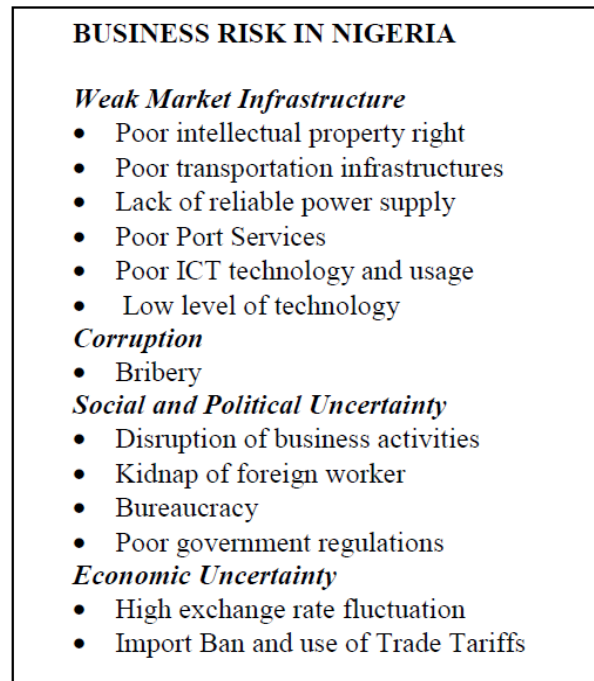 BUSINESS RISK IN NIGERIA
Weak Market Infrastructure
• Poor intellectual property right
• Poor transportation infrastructures
• Lack of reliable power supply
• Poor Port Services
• Poor ICT technology and usage
• Low level of technology
Corruption
• Bribery
Social and Political Uncertainty
• Disruption of business activities
• Kidnap of foreign worker
• Bureaucracy
• Poor government regulations
Economic Uncertainty
• High exchange rate fluctuation
• Import Ban and use of Trade Tariffs